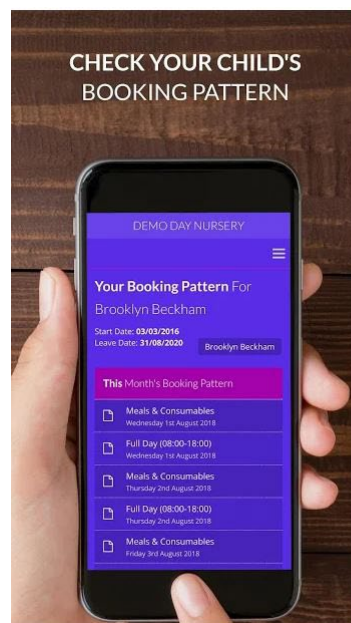 CHECK YOUR CHILD'S
BOOKING PATTERN
DEMO DAY NURSERY
Your Booking Pattern For
Brooklyn Beckham
Start Date: 03/03/2016
Leave Date: 31/08/2020
Brooklyn Beckham
This Month's Booking Pattern
Meals & Consumables
Wednesday 1st August 2018
Full Day (08:00-18:00)
Wednesday 1st August 2018
Meals & Consumables
Thursday 2nd August 2018
Full Day (08:00-18:00)
Thursday 2nd August 2018
Meals & Consumables
Friday 3rd August 2018